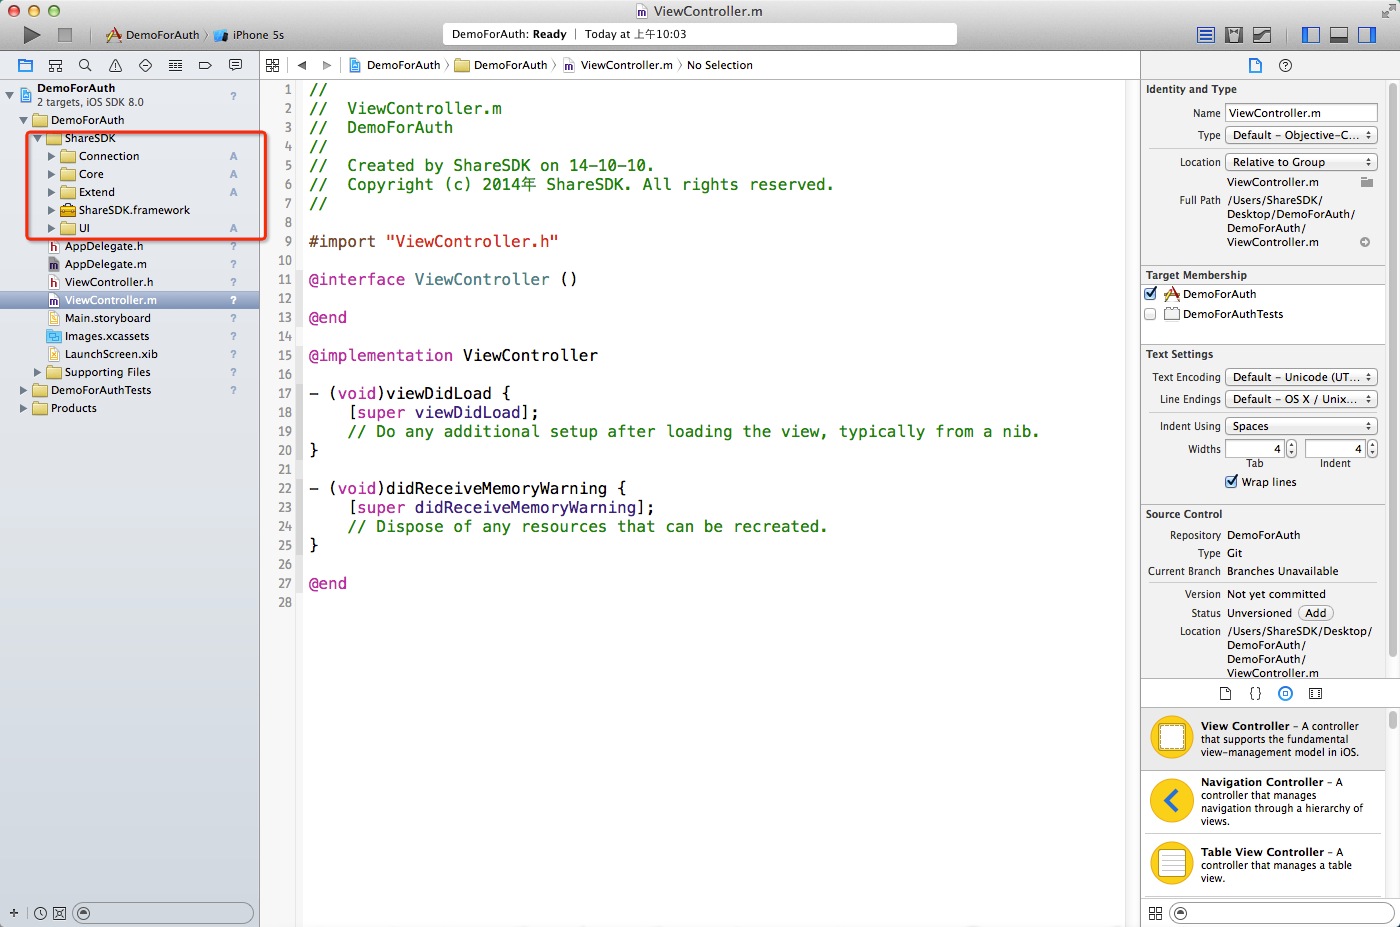 ViewController.m
DemoForAuth
iPhone 5s
DemoForAuth: Ready | Today at 上午10:03
DemoForAuth
DemoForAuth
ViewController.m
No Selection
DemoForAuth
2 targets, iOS SDK 8.0
?
DemoForAuth
ShareSDK
Connection A
Core A
Extend A
ShareSDK.framework
UI A
AppDelegate.h ?
AppDelegate.m ?
ViewController.h ?
ViewController.m ?
Main.storyboard ?
Images.xcassets ?
LaunchScreen.xib ?
Supporting Files ?
DemoForAuthTests ?
Products
1 //
2 //  ViewController.m
3 //  DemoForAuth
4 //
5 //  Created by ShareSDK on 14-10-10.
6 //  Copyright (c) 2014年 ShareSDK. All rights reserved.
7 //
8
9 #import "ViewController.h"
10
11 @interface ViewController ()
12
13 @end
14
15 @implementation ViewController
16
17 - (void)viewDidLoad {
18     [super viewDidLoad];
19     // Do any additional setup after loading the view, typically from a nib.
20 }
21
22 - (void)didReceiveMemoryWarning {
23     [super didReceiveMemoryWarning];
24     // Dispose of any resources that can be recreated.
25 }
26
27 @end
28
Identity and Type
Name ViewController.m
Type Default - Objective-C...
Location Relative to Group
ViewController.m
Full Path /Users/ShareSDK/
Desktop/DemoForAuth/
DemoForAuth/
ViewController.m
Target Membership
DemoForAuth
DemoForAuthTests
Text Settings
Text Encoding Default - Unicode (UT...
Line Endings Default - OS X / Unix...
Indent Using Spaces
Widths 4 4
Tab Indent
Wrap lines
Source Control
Repository DemoForAuth
Type Git
Current Branch Branches Unavailable
Version Not yet committed
Status Unversioned Add
Location /Users/ShareSDK/Desktop/
DemoForAuth/
DemoForAuth/
ViewController.m
View Controller - A controller
that supports the fundamental
view-management model in iOS.
Navigation Controller - A
controller that manages
navigation through a hierarchy of
views.
Table View Controller - A
controller that manages a table
view.